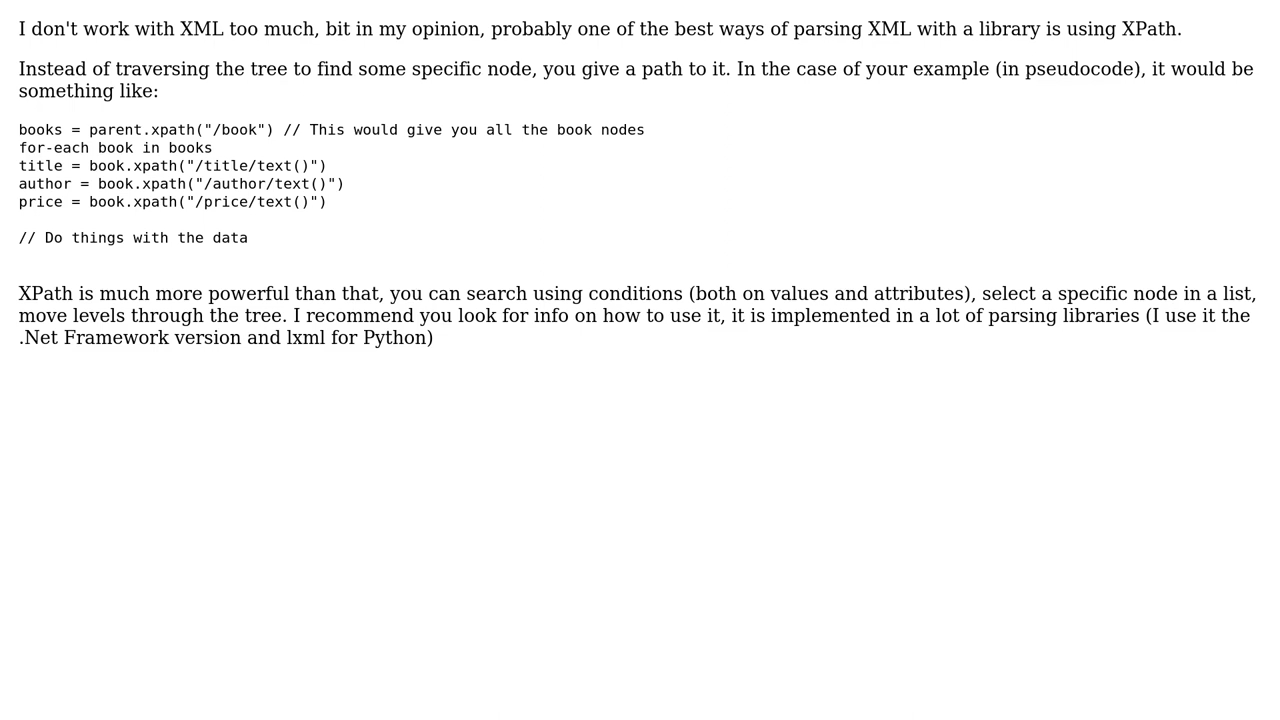 I don't work with XML too much, bit in my opinion, probably one of the best ways of parsing XML with a library is using XPath.
Instead of traversing the tree to find some specific node, you give a path to it. In the case of your example (in pseudocode), it would be
something like:
books = parent.xpath("/book") // This would give you all the book nodes
for-each book in books
title = book.xpath("/title/text()")
author = book.xpath("/author/text()")
price = book.xpath("/price/text()")
// Do things with the data
XPath is much more powerful than that, you can search using conditions (both on values and attributes), select a specific node in a list,
move levels through the tree. I recommend you look for info on how to use it, it is implemented in a lot of parsing libraries (I use it the
.Net Framework version and lxml for Python)